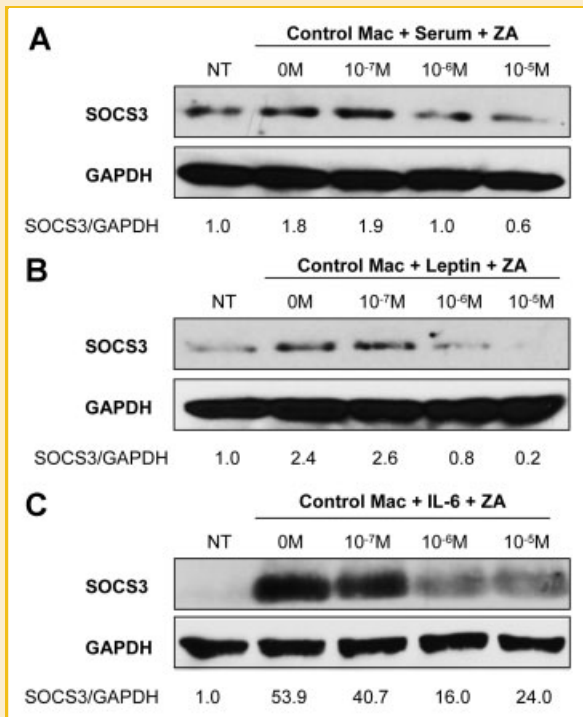 A
Control Mac + Serum + ZA
NT 0M 10⁻⁷M 10⁻⁶M 10⁻⁵M
SOCS3
GAPDH
SOCS3/GAPDH 1.0 1.8 1.9 1.0 0.6
B
Control Mac + Leptin + ZA
NT 0M 10⁻⁷M 10⁻⁶M 10⁻⁵M
SOCS3
GAPDH
SOCS3/GAPDH 1.0 2.4 2.6 0.8 0.2
C
Control Mac + IL-6 + ZA
NT 0M 10⁻⁷M 10⁻⁶M 10⁻⁵M
SOCS3
GAPDH
SOCS3/GAPDH 1.0 53.9 40.7 16.0 24.0